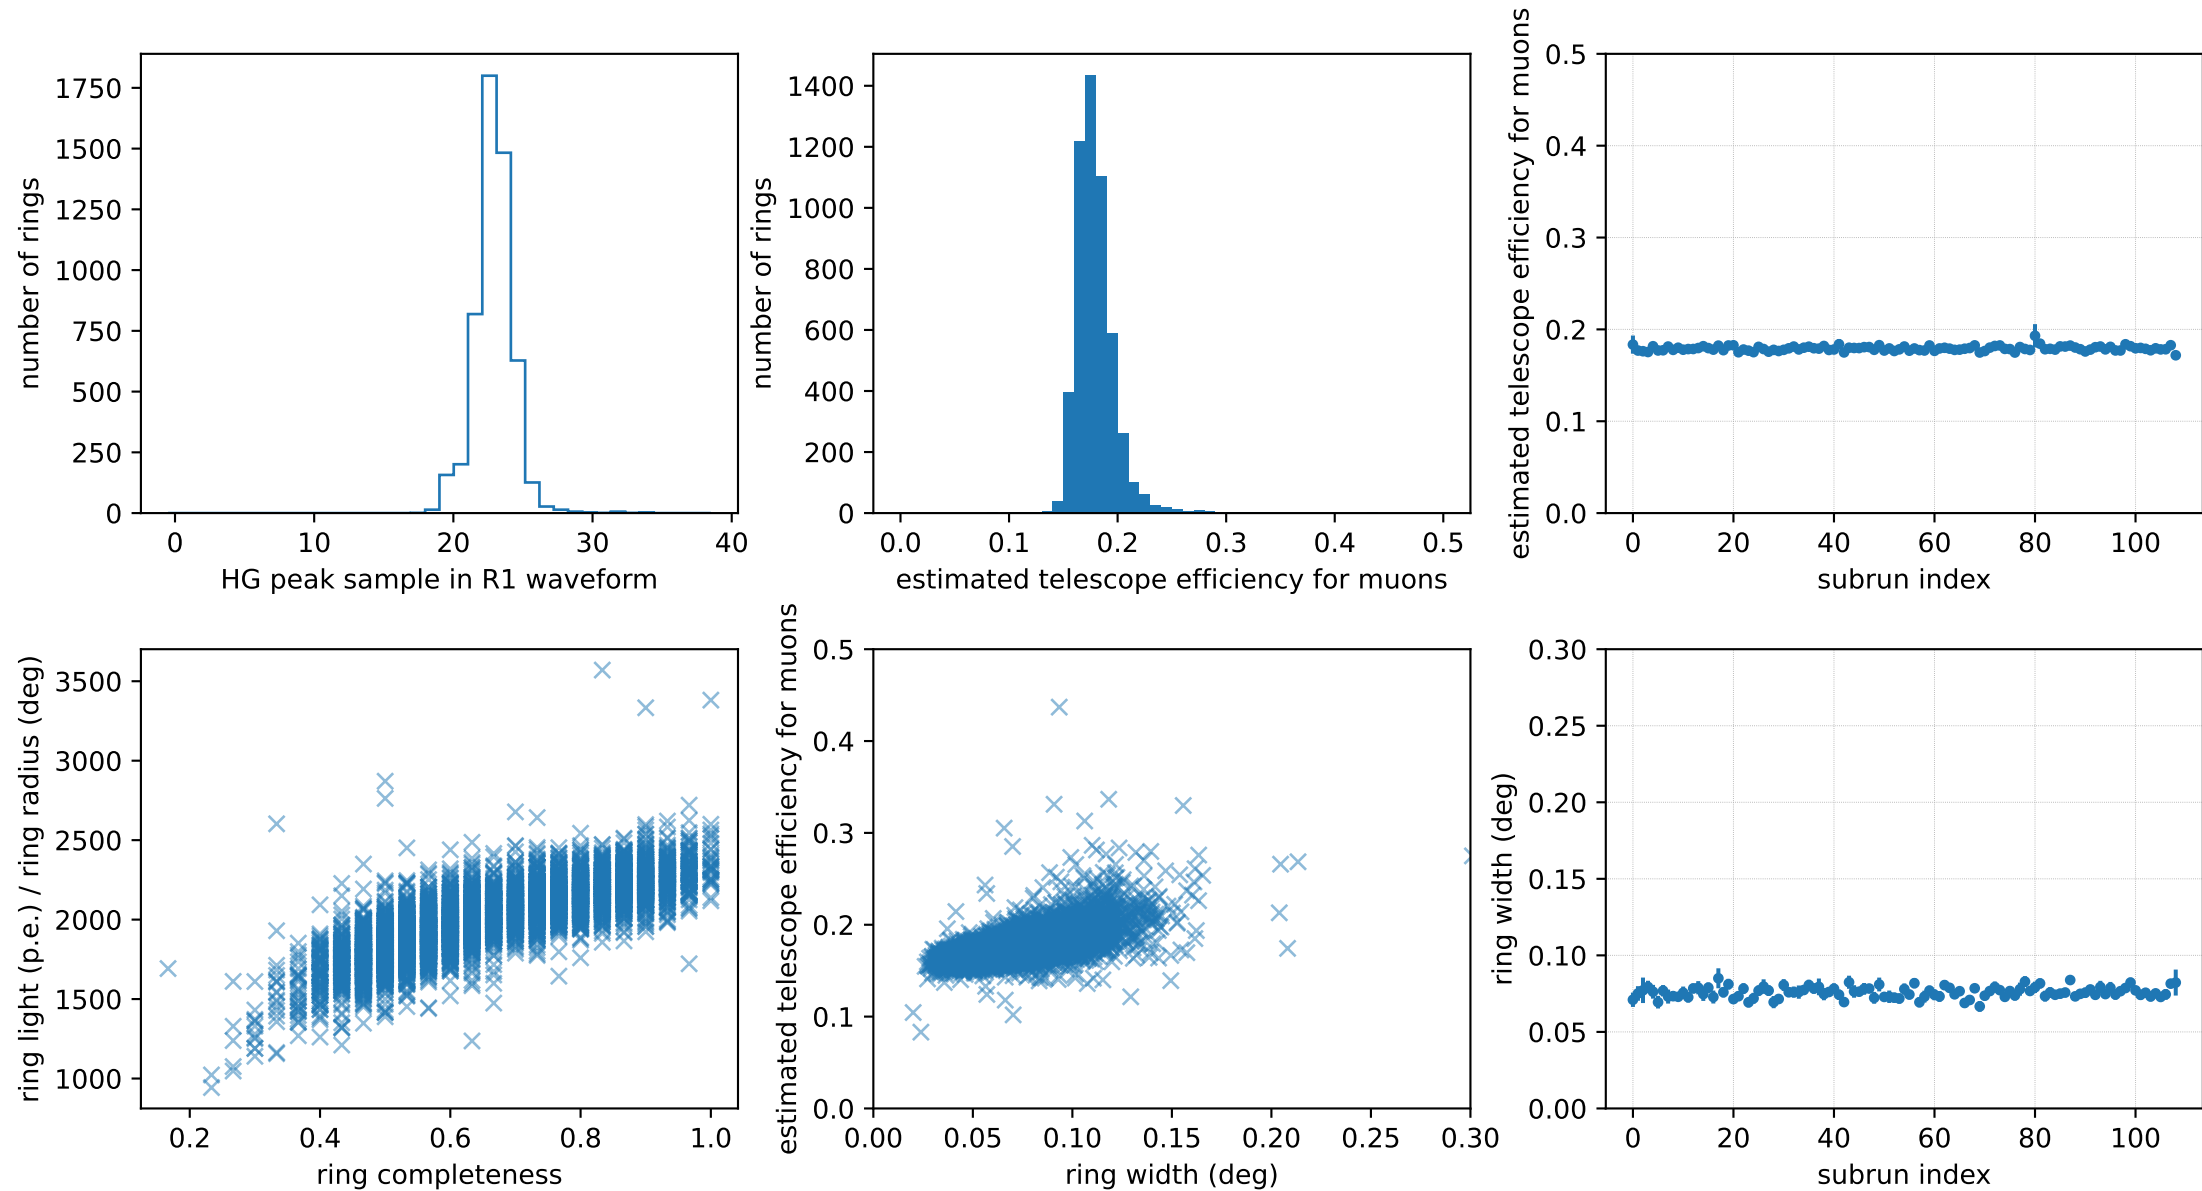 number of rings
1750
1500
1250
1000
750
500
250
0
0 10 20 30 40
HG peak sample in R1 waveform
number of rings
1400
1200
1000
800
600
400
200
0
0.0 0.1 0.2 0.3 0.4 0.5
estimated telescope efficiency for muons
estimated telescope efficiency for muons
0.5
0.4
0.3
0.2
0.1
0.0
0 20 40 60 80 100
subrun index
ring light (p.e.) / ring radius (deg)
3500
3000
2500
2000
1500
1000
0.2 0.4 0.6 0.8 1.0
ring completeness
estimated telescope efficiency for muons
0.5
0.4
0.3
0.2
0.1
0.0
0.00 0.05 0.10 0.15 0.20 0.25 0.30
ring width (deg)
ring width (deg)
0.30
0.25
0.20
0.15
0.10
0.05
0.00
0 20 40 60 80 100
subrun index